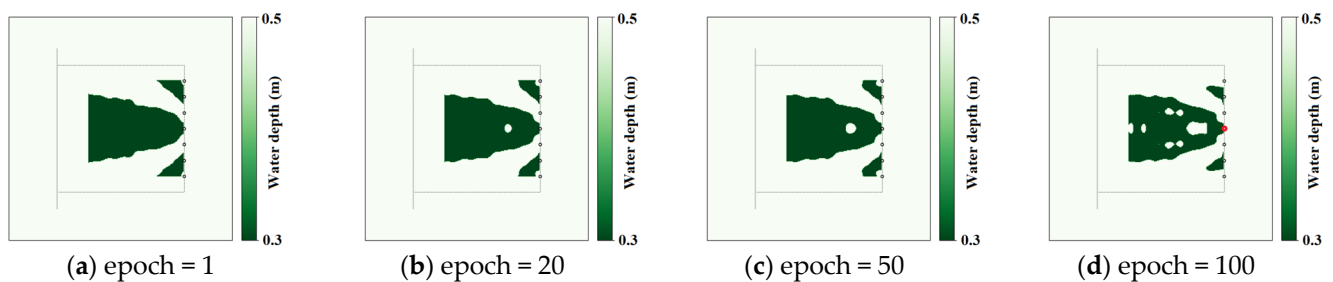 0.5
Water depth (m)
0.3
(a) epoch = 1
0.5
Water depth (m)
0.3
(b) epoch = 20
0.5
Water depth (m)
0.3
(c) epoch = 50
0.5
Water depth (m)
0.3
(d) epoch = 100